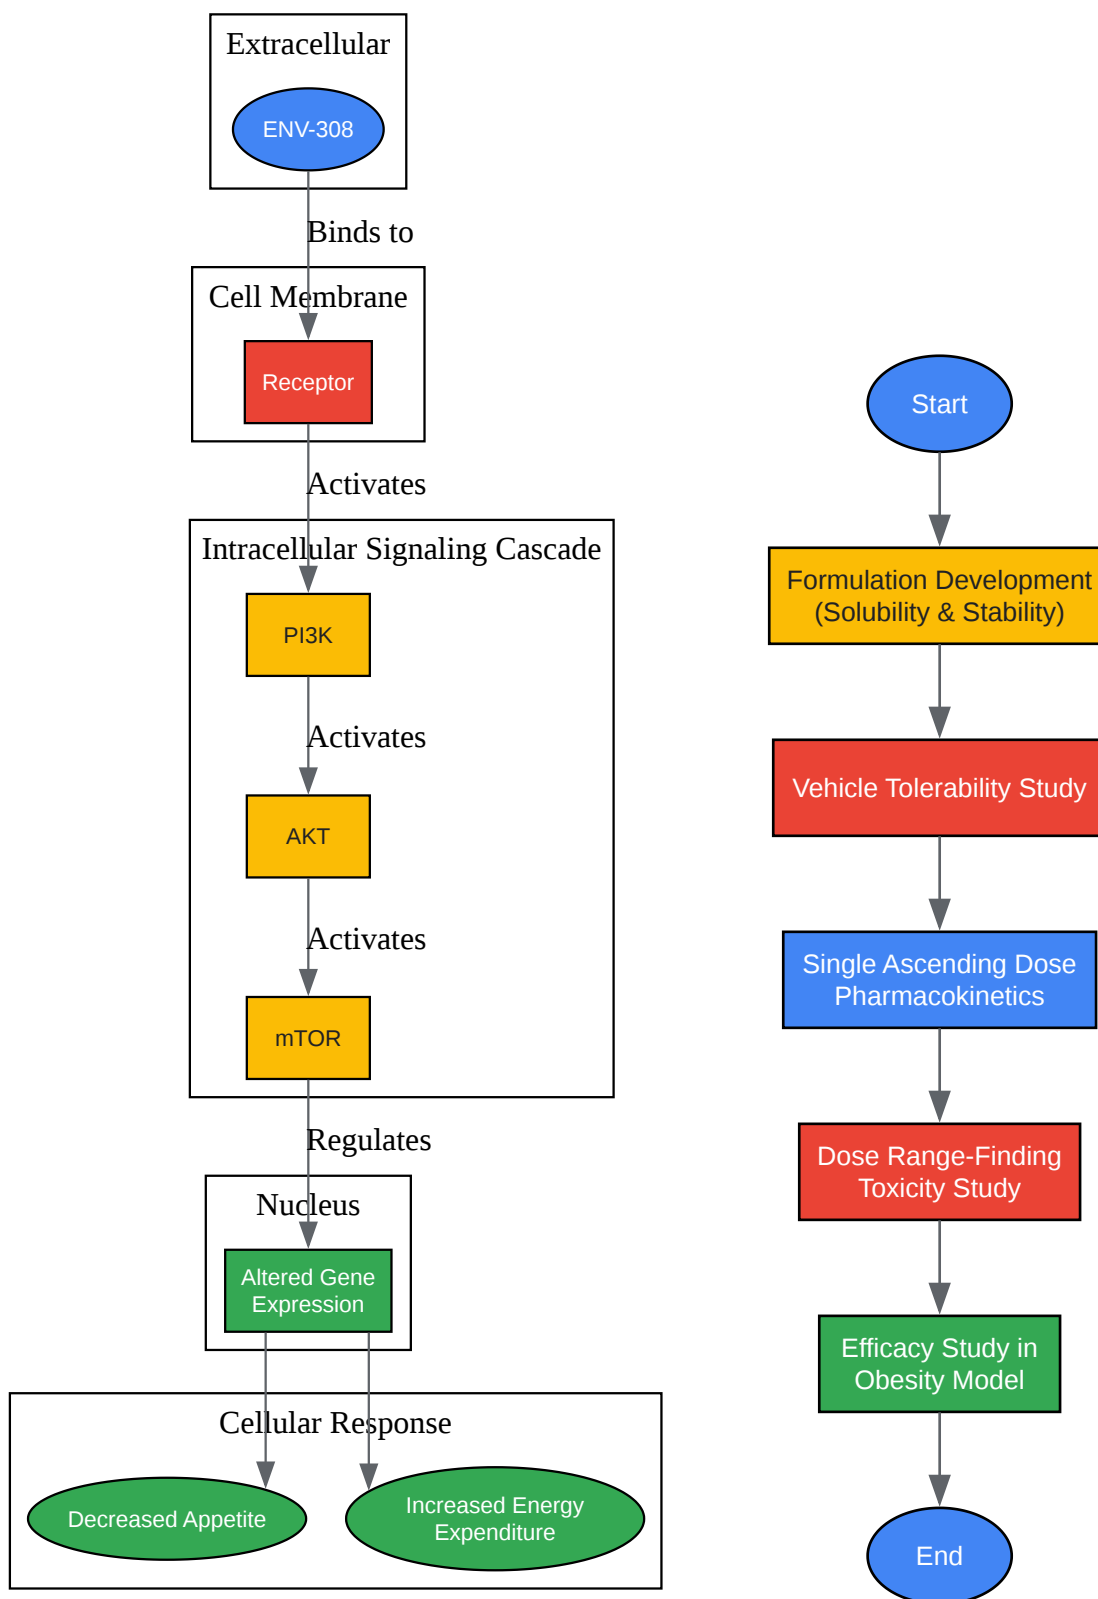 Extracellular
ENV-308
Binds to
Cell Membrane
Receptor
Activates
Intracellular Signaling Cascade
PI3K
Activates
AKT
Activates
mTOR
Regulates
Nucleus
Altered Gene
Expression
Cellular Response
Decreased Appetite
Increased Energy
Expenditure
Start
Formulation Development
(Solubility & Stability)
Vehicle Tolerability Study
Single Ascending Dose
Pharmacokinetics
Dose Range-Finding
Toxicity Study
Efficacy Study in
Obesity Model
End